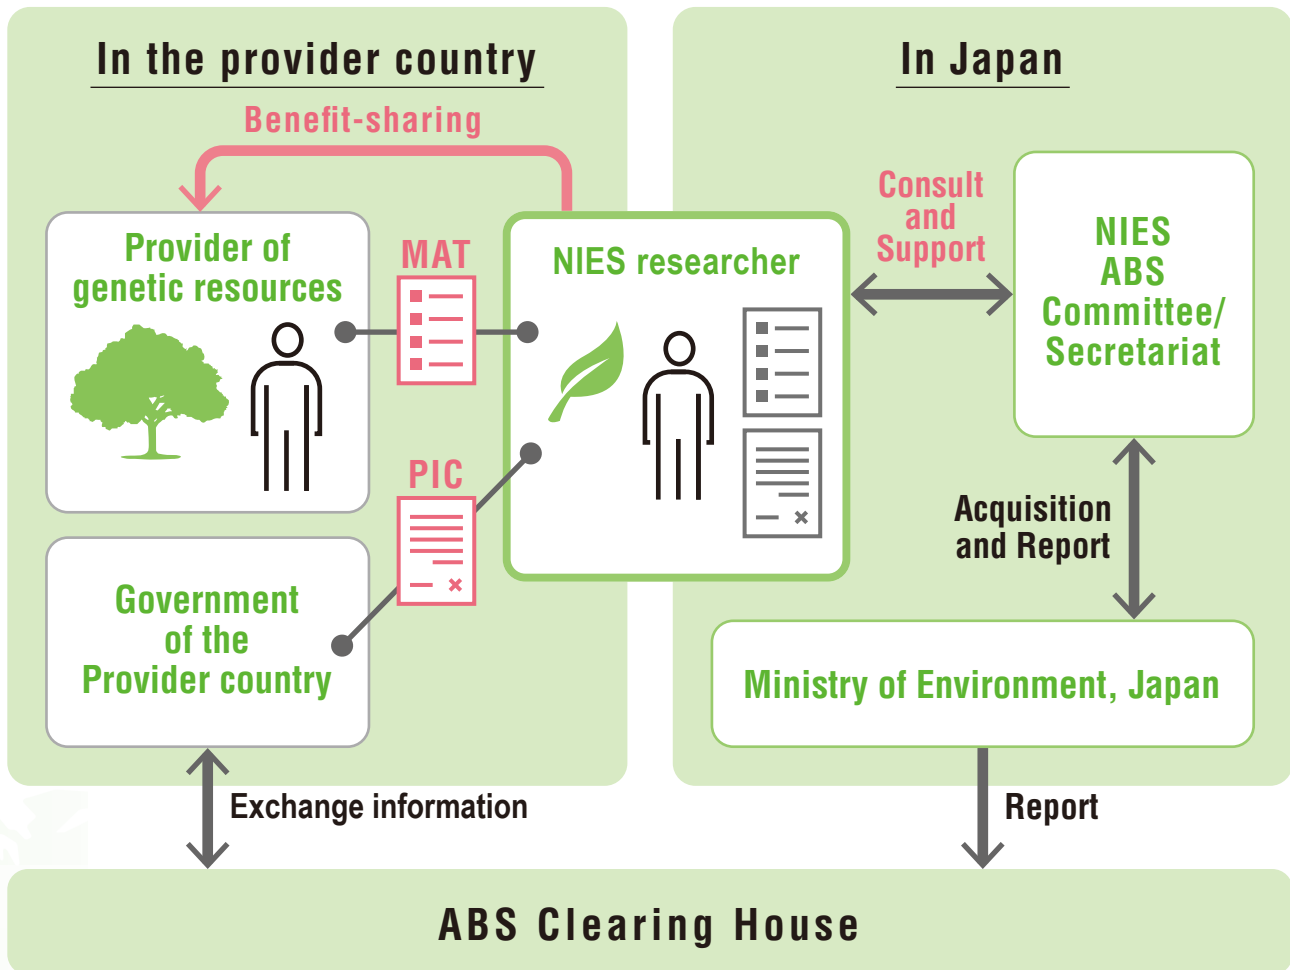 In the provider country
Benefit-sharing
Provider of
genetic resources
MAT
PIC
Government
of the
Provider country
NIES researcher
In Japan
Consult
and
Support
NIES
ABS
Committee/
Secretariat
Acquisition
and Report
Ministry of Environment, Japan
Exchange information
Report
ABS Clearing House